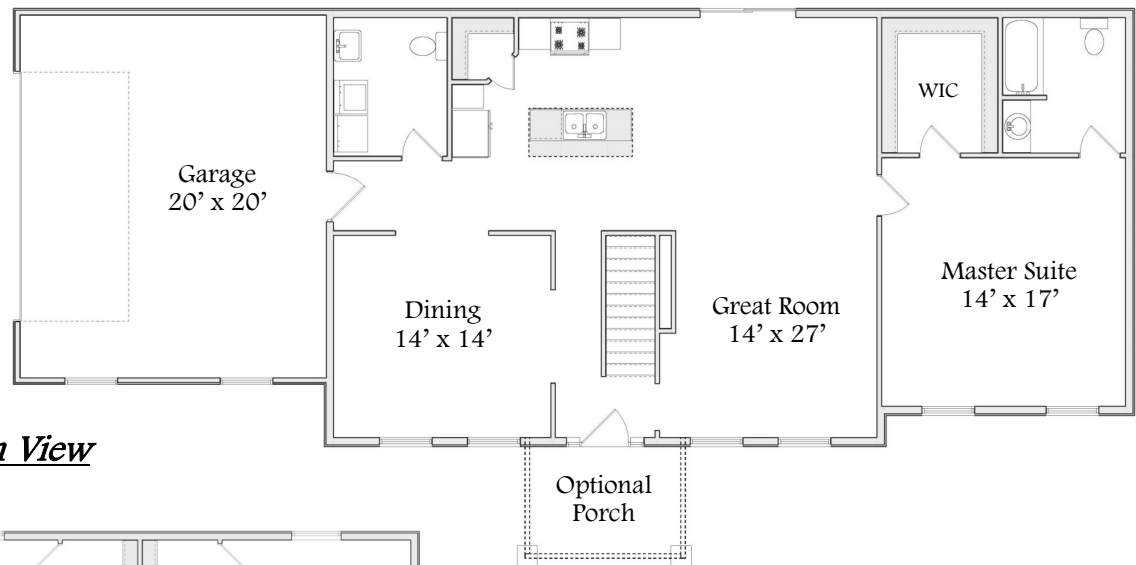 WIC
Garage
20’ x 20’
Master Suite
14’ x 17’
Dining
14’ x 14’
Great Room
14’ x 27’
View
Optional
Porch